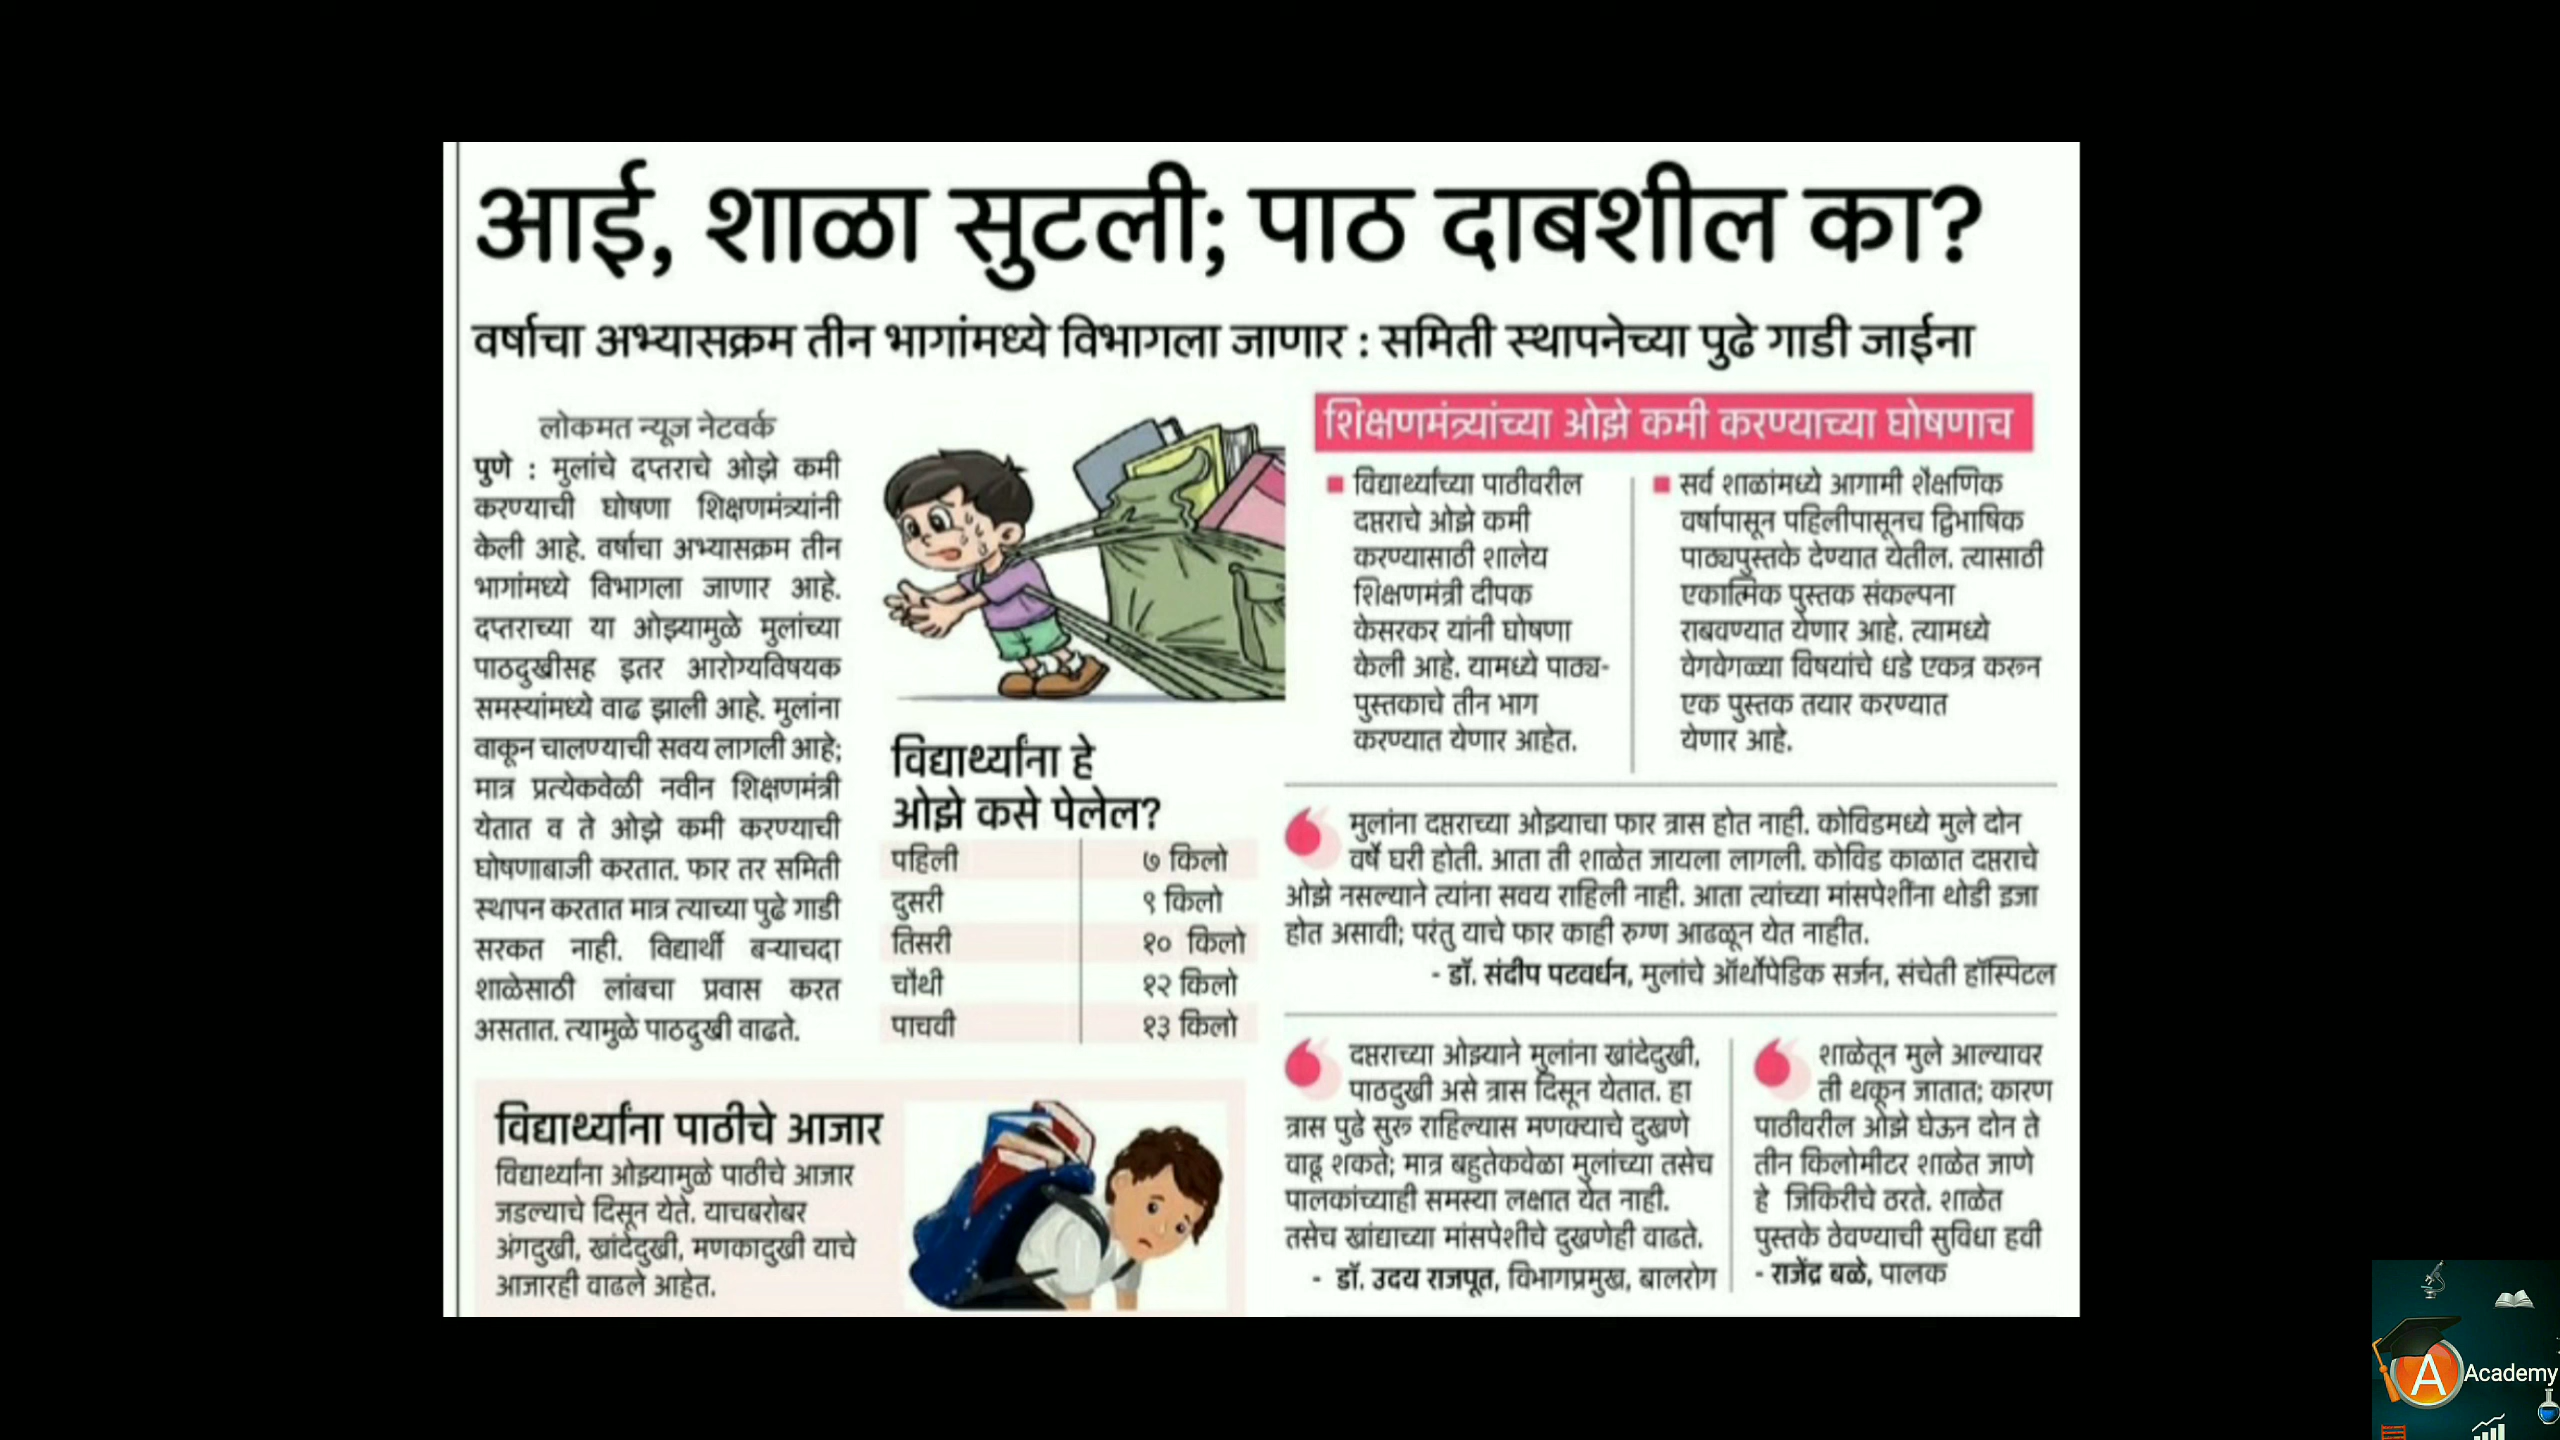 आई, शाळा सुटली; पाठ दाबशील का?
वर्षाचा अभ्यासक्रम तीन भागांमध्ये विभागला जाणार : समिती स्थापनेच्या पुढे गाडी जाईना
लोकमत न्यूज नेटवर्क
पुणे : मुलांचे दप्तराचे ओझे कमी
करण्याची घोषणा शिक्षणमंत्र्यांनी
केली आहे. वर्षाचा अभ्यासक्रम तीन
भागांमध्ये विभागला जाणार आहे.
दप्तराच्या या ओझ्यामुळे मुलांच्या
पाठदुखीसह इतर आरोग्यविषयक
समस्यांमध्ये वाढ झाली आहे. मुलांना
वाकून चालण्याची सवय लागली आहे;
मात्र प्रत्येकवेळी नवीन शिक्षणमंत्री
येतात व ते ओझे कमी करण्याची
घोषणाबाजी करतात. फार तर समिती
स्थापन करतात मात्र त्याच्या पुढे गाडी
सरकत नाही. विद्यार्थी बऱ्याचदा
शाळेसाठी लांबचा प्रवास करत
असतात. त्यामुळे पाठदुखी वाढते.
विद्यार्थ्यांना हे
ओझे कसे पेलेल?
पहिली ७ किलो
दुसरी ९ किलो
तिसरी १० किलो
चौथी १२ किलो
पाचवी १३ किलो
विद्यार्थ्यांना पाठीचे आजार
विद्यार्थ्यांना ओझ्यामुळे पाठीचे आजार
जडल्याचे दिसून येते. याचबरोबर
अंगदुखी, खांदेदुखी, मणकादुखी याचे
आजारही वाढले आहेत.
शिक्षणमंत्र्यांच्या ओझे कमी करण्याच्या घोषणाच
विद्यार्थ्यांच्या पाठीवरील
दप्तराचे ओझे कमी
करण्यासाठी शालेय
शिक्षणमंत्री दीपक
केसरकर यांनी घोषणा
केली आहे. यामध्ये पाठ्य-
पुस्तकाचे तीन भाग
करण्यात येणार आहेत.
सर्व शाळांमध्ये आगामी शैक्षणिक
वर्षापासून पहिलीपासूनच द्विभाषिक
पाठ्यपुस्तके देण्यात येतील. त्यासाठी
एकात्मिक पुस्तक संकल्पना
राबवण्यात येणार आहे. त्यामध्ये
वेगवेगळ्या विषयांचे धडे एकत्र करून
एक पुस्तक तयार करण्यात
येणार आहे.
मुलांना दप्तराच्या ओझ्याचा फार त्रास होत नाही. कोविडमध्ये मुले दोन
वर्षे घरी होती. आता ती शाळेत जायला लागली. कोविड काळात दप्तराचे
ओझे नसल्याने त्यांना सवय राहिली नाही. आता त्यांच्या मांसपेशींना थोडी इजा
होत असावी; परंतु याचे फार काही रुग्ण आढळून येत नाहीत.
- डॉ. संदीप पटवर्धन, मुलांचे ऑर्थोपेडिक सर्जन, संचेती हॉस्पिटल
दप्तराच्या ओझ्याने मुलांना खांदेदुखी,
पाठदुखी असे त्रास दिसून येतात. हा
त्रास पुढे सुरू राहिल्यास मणक्याचे दुखणे
वाढू शकते; मात्र बहुतेकवेळा मुलांच्या तसेच
पालकांच्याही समस्या लक्षात येत नाही.
तसेच खांद्याच्या मांसपेशीचे दुखणेही वाढते.
- डॉ. उदय राजपूत, विभागप्रमुख, बालरोग
शाळेतून मुले आल्यावर
ती थकून जातात; कारण
पाठीवरील ओझे घेऊन दोन ते
तीन किलोमीटर शाळेत जाणे
हे जिकिरीचे ठरते. शाळेत
पुस्तके ठेवण्याची सुविधा हवी
- राजेंद्र बळे, पालक
A Academy